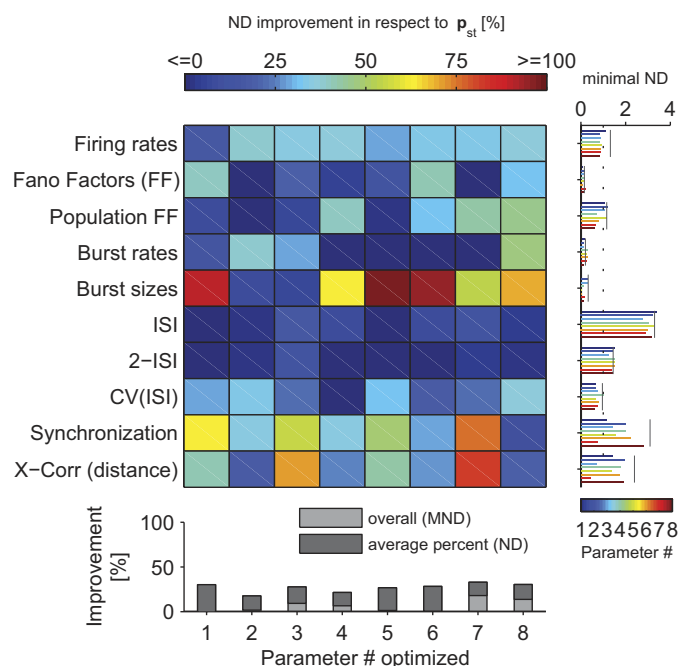 ND improvement in respect to p_st [%]
<=0 25 50 75 >=100
minimal ND
0 2 4
Firing rates
Fano Factors (FF)
Population FF
Burst rates
Burst sizes
ISI
2−ISI
CV(ISI)
Synchronization
X−Corr (distance)
12345678
Parameter #
Improvement
[%]
100
50
0
overall (MND)
average percent (ND)
1 2 3 4 5 6 7 8
Parameter # optimized